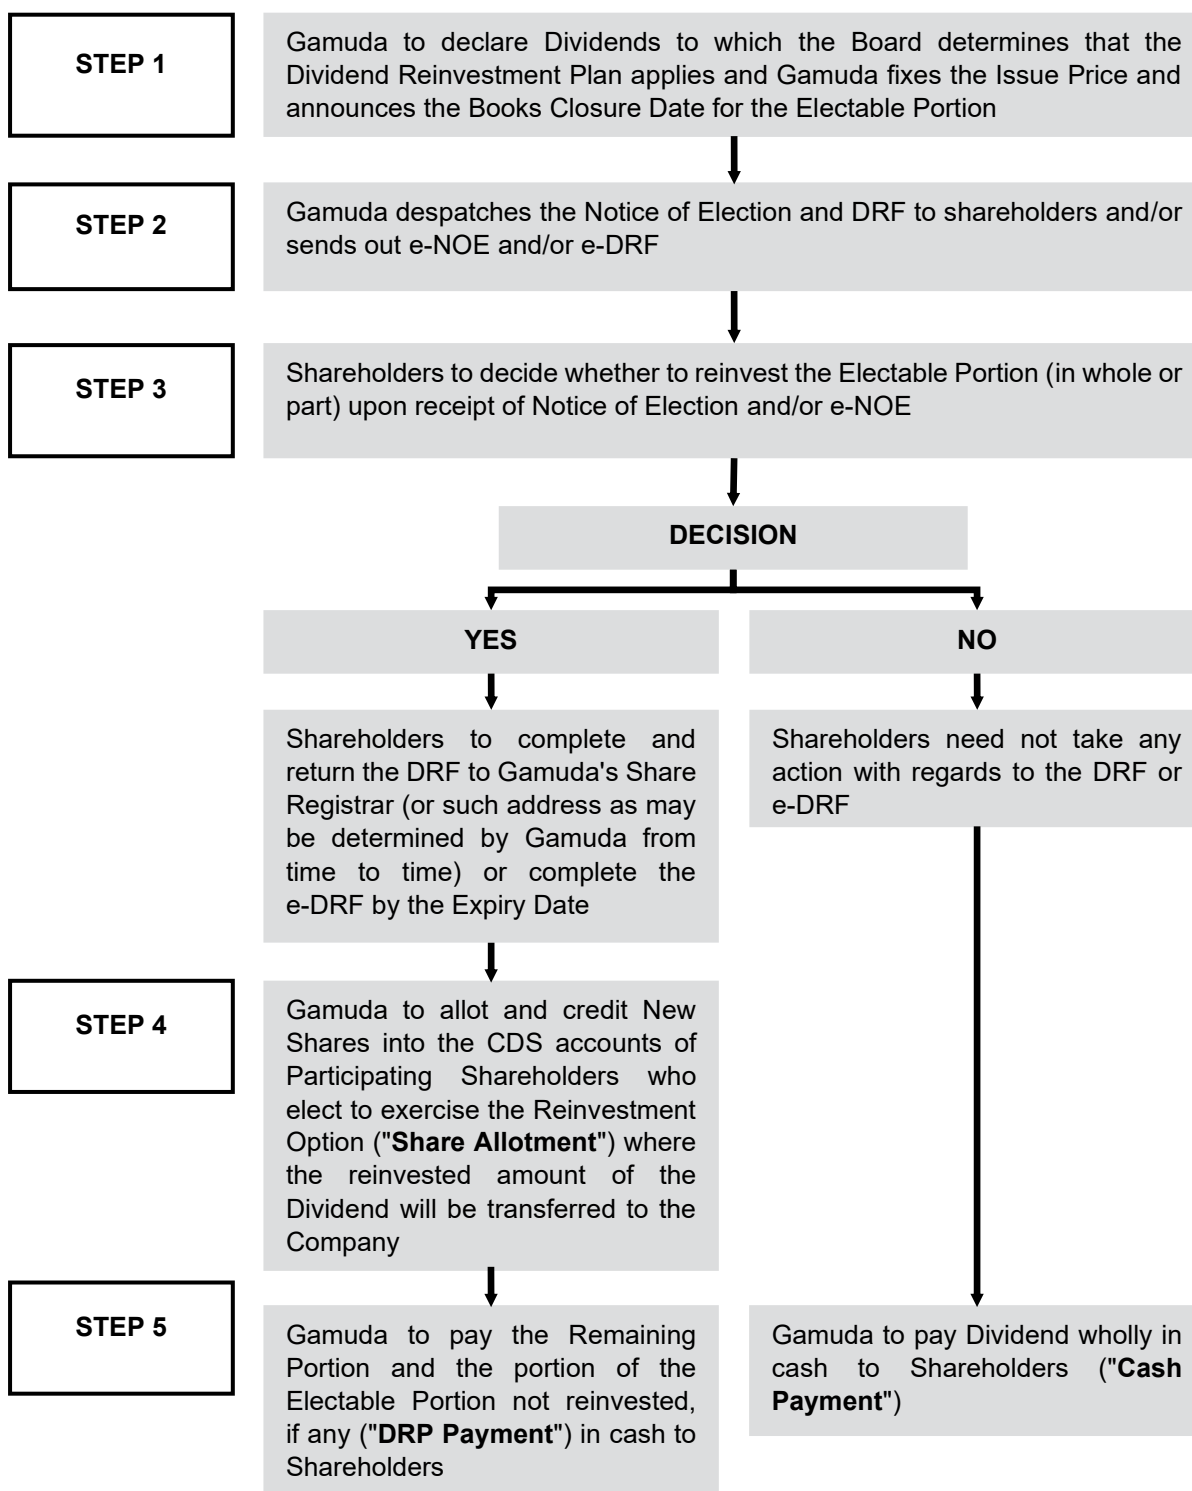 STEP 1
Gamuda to declare Dividends to which the Board determines that the
Dividend Reinvestment Plan applies and Gamuda fixes the Issue Price and
announces the Books Closure Date for the Electable Portion
STEP 2
Gamuda despatches the Notice of Election and DRF to shareholders and/or
sends out e-NOE and/or e-DRF
STEP 3
Shareholders to decide whether to reinvest the Electable Portion (in whole or
part) upon receipt of Notice of Election and/or e-NOE
DECISION
YES
NO
Shareholders to complete and
return the DRF to Gamuda's Share
Registrar (or such address as may
be determined by Gamuda from
time to time) or complete the
e-DRF by the Expiry Date
Shareholders need not take any
action with regards to the DRF or
e-DRF
STEP 4
Gamuda to allot and credit New
Shares into the CDS accounts of
Participating Shareholders who
elect to exercise the Reinvestment
Option ("Share Allotment") where
the reinvested amount of the
Dividend will be transferred to the
Company
STEP 5
Gamuda to pay the Remaining
Portion and the portion of the
Electable Portion not reinvested,
if any ("DRP Payment") in cash to
Shareholders
Gamuda to pay Dividend wholly in
cash to Shareholders ("Cash
Payment")